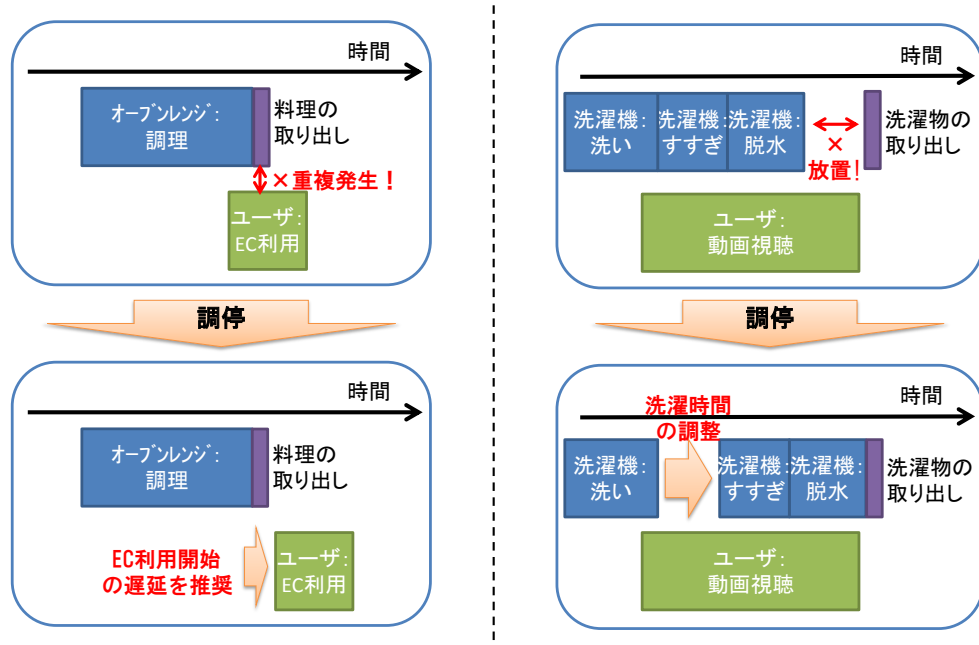 時間
オーブンレンジ:
調理
料理の
取り出し
×重複発生！
ユーザ:
EC利用
調停
時間
オーブンレンジ:
調理
料理の
取り出し
EC利用開始
の遅延を推奨
ユーザ:
EC利用
時間
洗濯機:
洗い
洗濯機:
すすぎ
洗濯機:
脱水
×
放置!
洗濯物の
取り出し
ユーザ:
動画視聴
調停
時間
洗濯時間
の調整
洗濯機:
洗い
洗濯機:
すすぎ
洗濯機:
脱水
洗濯物の
取り出し
ユーザ:
動画視聴